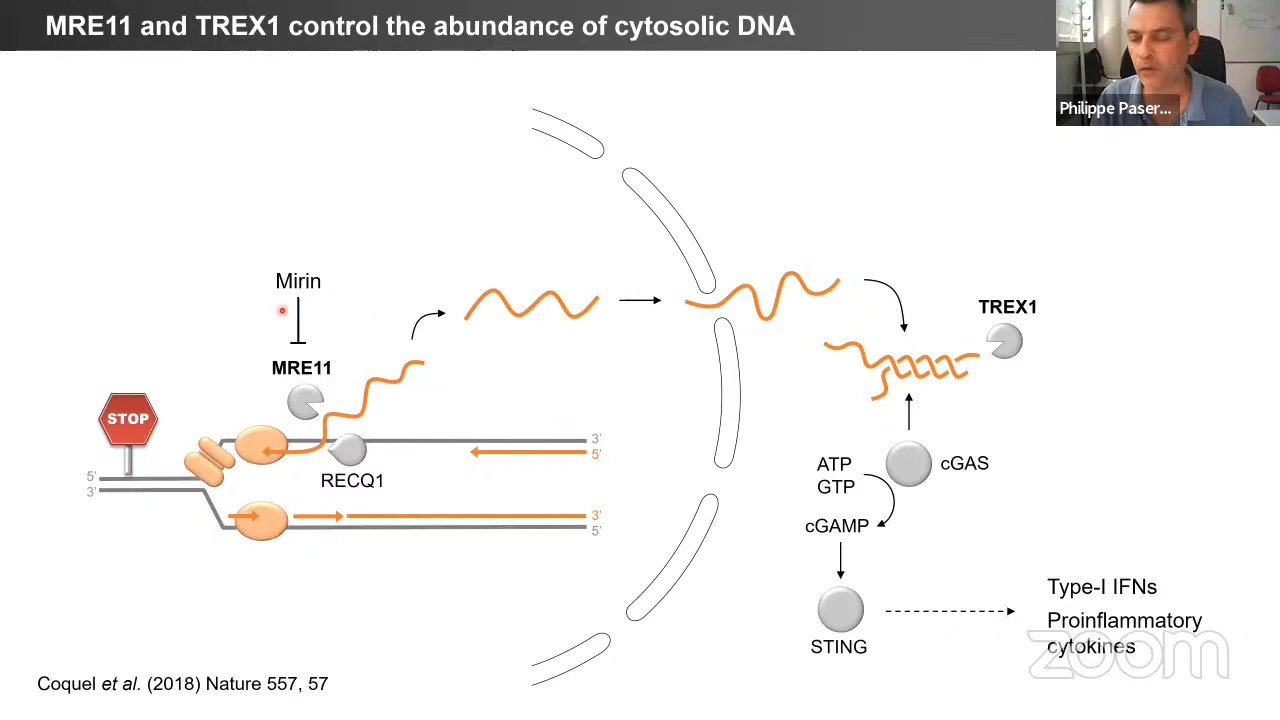 MRE11 and TREX1 control the abundance of cytosolic DNA
Philippe Paser...
Mirin
MRE11
TREX1
STOP
3'
5'
RECQ1
5'
3'
3'
5'
ATP
GTP
cGAS
cGAMP
STING
Type-I IFNs
Proinflammatory
cytokines
zoom
Coquel et al. (2018) Nature 557, 57